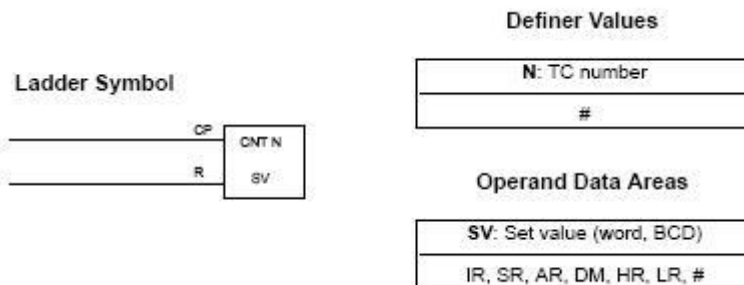 Definer Values
N: TC number
#
Ladder Symbol
CP
CNT N
R
SV
Operand Data Areas
SV: Set value (word, BCD)
IR, SR, AR, DM, HR, LR, #